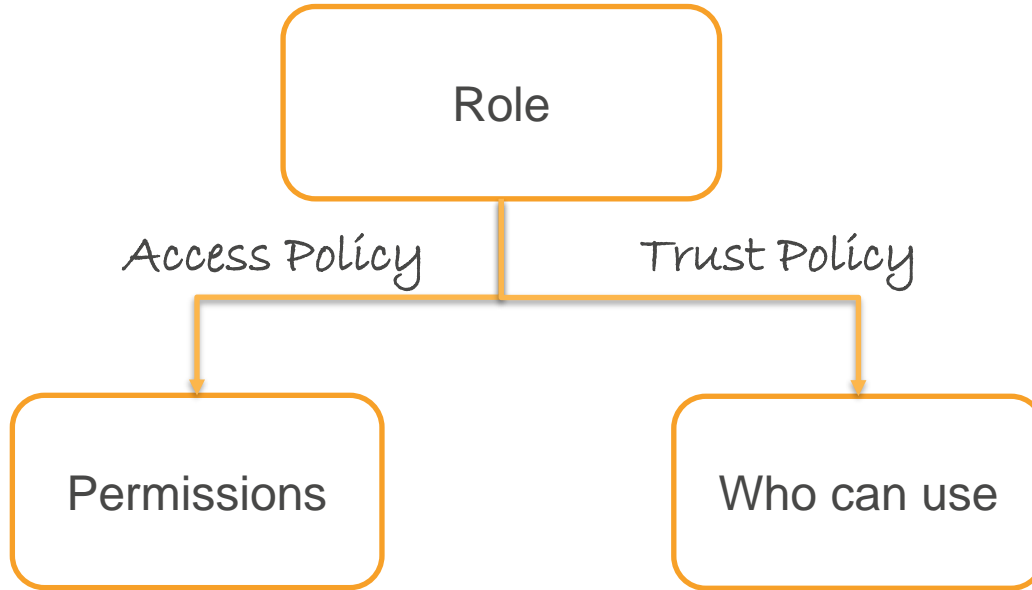 Role
Access Policy
Trust Policy
Permissions
Who can use